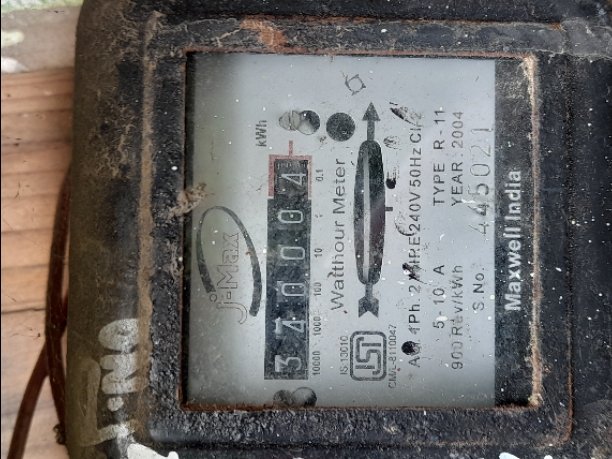 J-Max
kWh
3 4 0 0 0 4
10000 1000 100 10 1 0.1
Watthour Meter
IS.13010
CM/L-8110047
A.C. 1Ph. 2 WIRE 240V 50Hz Cl.2
5-10 A TYPE R-11
900 Rev/kWh YEAR: 2004
S.No. 445021
Maxwell India